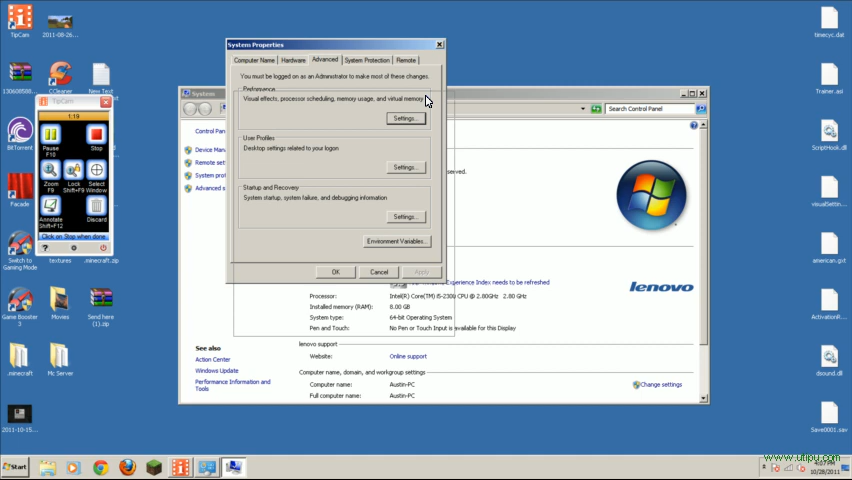 TipCam
2011-08-26...
130608588...
CCleaner
New Text
BitTorrent
Facade
Switch to
Gaming Mode
textures
.minecraft.zip
Game Booster
3
Movies
Send here
(1).zip
.minecraft
Mc Server
2011-10-15...
TipCam
1:19
Pause
F10
Stop
Zoom
F9
Lock
Shift+F9
Select
Window
Annotate
Shift+F12
Discard
Click on Stop when done
System Properties
Computer Name
Hardware
Advanced
System Protection
Remote
You must be logged on as an Administrator to make most of these changes.
Performance
Visual effects, processor scheduling, memory usage, and virtual memory
Settings...
User Profiles
Desktop settings related to your logon
Settings...
Startup and Recovery
System startup, system failure, and debugging information
Settings...
Environment Variables...
OK
Cancel
Apply
System
Search Control Panel
Control Pan
Device Man
Remote set
System prot
Advanced s
served.
Experience Index needs to be refreshed
Processor:
Intel(R) Core(TM) i5-2300 CPU @ 2.80GHz 2.80 GHz
Installed memory (RAM):
8.00 GB
System type:
64-bit Operating System
Pen and Touch:
No Pen or Touch Input is available for this Display
lenovo
lenovo support
Website:
Online support
Computer name, domain, and workgroup settings
Computer name:
Austin-PC
Change settings
Full computer name:
Austin-PC
See also
Action Center
Windows Update
Performance Information and
Tools
timecyc.dat
Trainer.asi
ScriptHook.dll
visualSettin...
american.gxt
ActivationR...
dsound.dll
Save0001.sav
Start
www.utipu.com
4:07 PM
10/28/2011